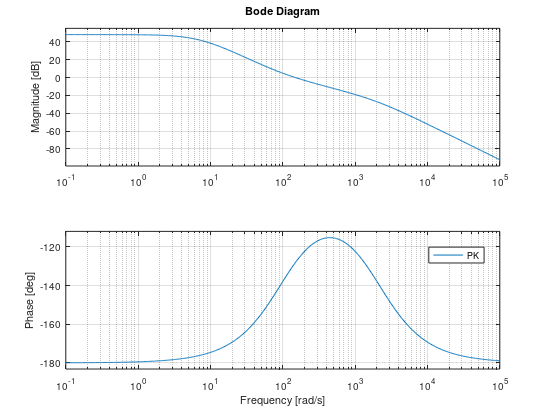 Bode Diagram
Magnitude [dB]
40
20
0
-20
-40
-60
-80
10^-1 10^0 10^1 10^2 10^3 10^4 10^5
Phase [deg]
-120
-140
-160
-180
PK
10^-1 10^0 10^1 10^2 10^3 10^4 10^5
Frequency [rad/s]